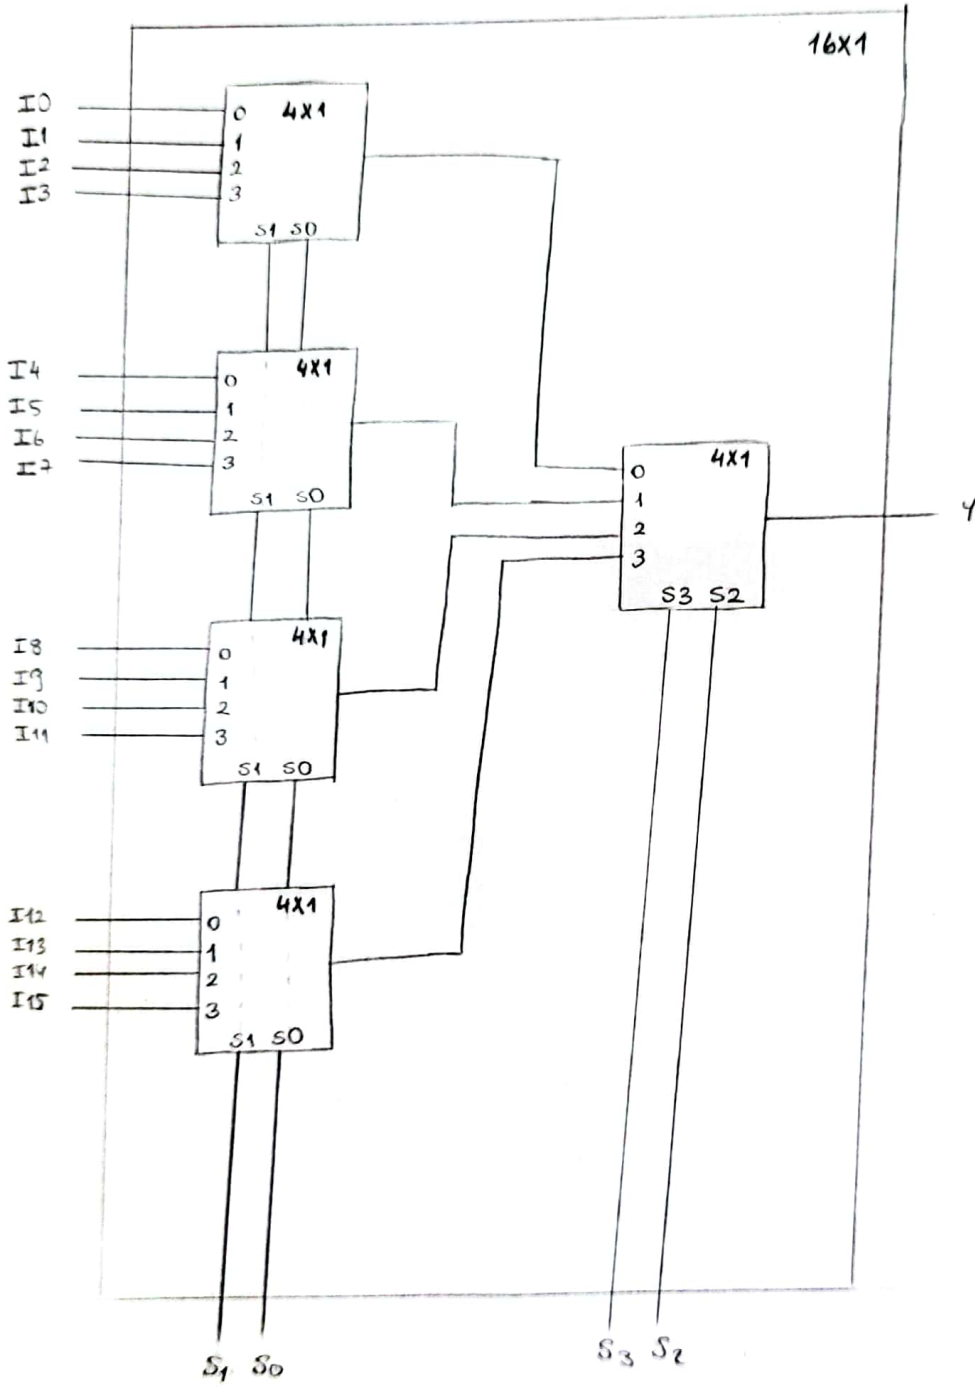 16X1
I0 0 4X1
I1 1
I2 2
I3 3
S1 S0
I4 0 4X1
I5 1
I6 2
I7 3
S1 S0
0 4X1
1
2
3
S3 S2
Y
I8 0 4X1
I9 1
I10 2
I11 3
S1 S0
I12 0 4X1
I13 1
I14 2
I15 3
S1 S0
S1 S0
S3 S2